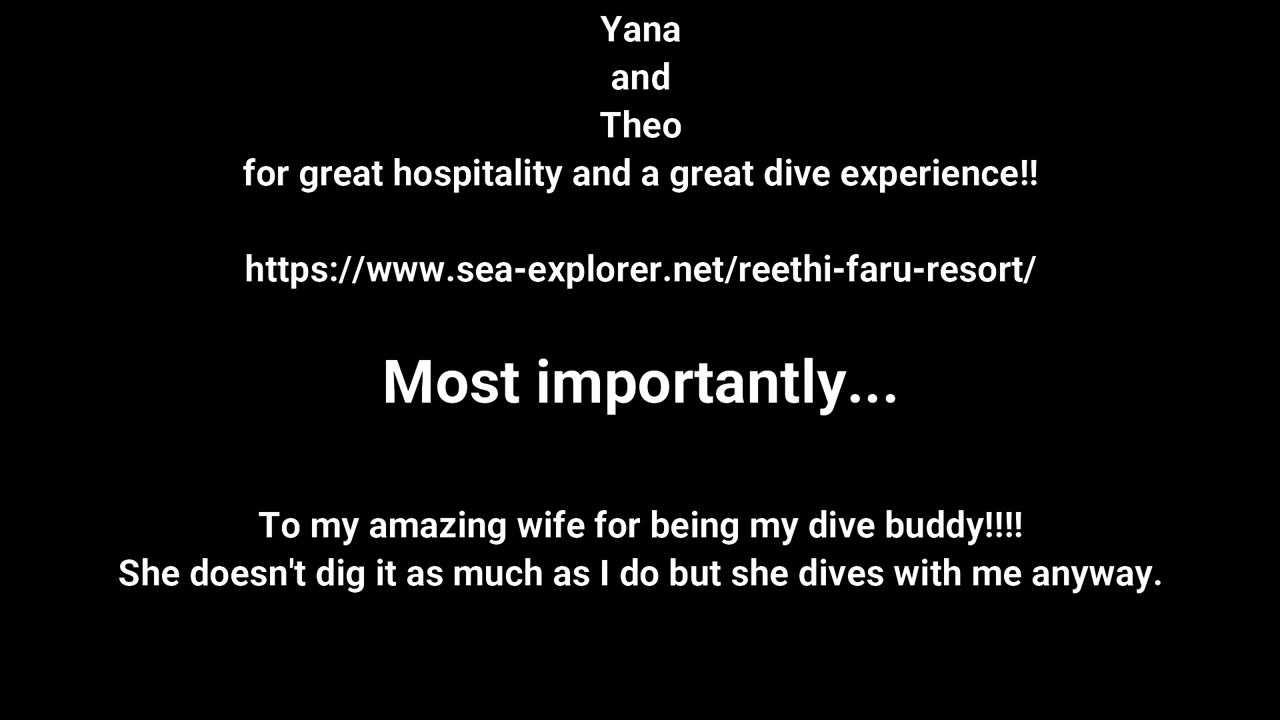 Yana
and
Theo
for great hospitality and a great dive experience!!
https://www.sea-explorer.net/reethi-faru-resort/
Most importantly...
To my amazing wife for being my dive buddy!!!!
She doesn't dig it as much as I do but she dives with me anyway.